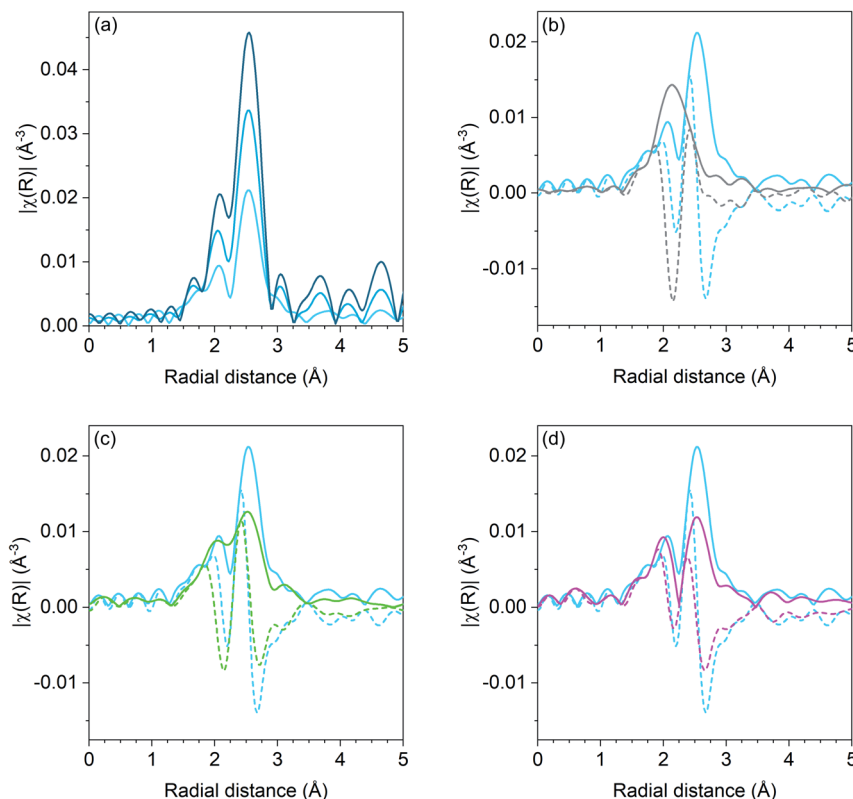 (a)
|χ(R)| (Å⁻³)
0.04
0.03
0.02
0.01
0.00
0 1 2 3 4 5
Radial distance (Å)
(b)
|χ(R)| (Å⁻³)
0.02
0.01
0.00
-0.01
0 1 2 3 4 5
Radial distance (Å)
(c)
|χ(R)| (Å⁻³)
0.02
0.01
0.00
-0.01
0 1 2 3 4 5
Radial distance (Å)
(d)
|χ(R)| (Å⁻³)
0.02
0.01
0.00
-0.01
0 1 2 3 4 5
Radial distance (Å)